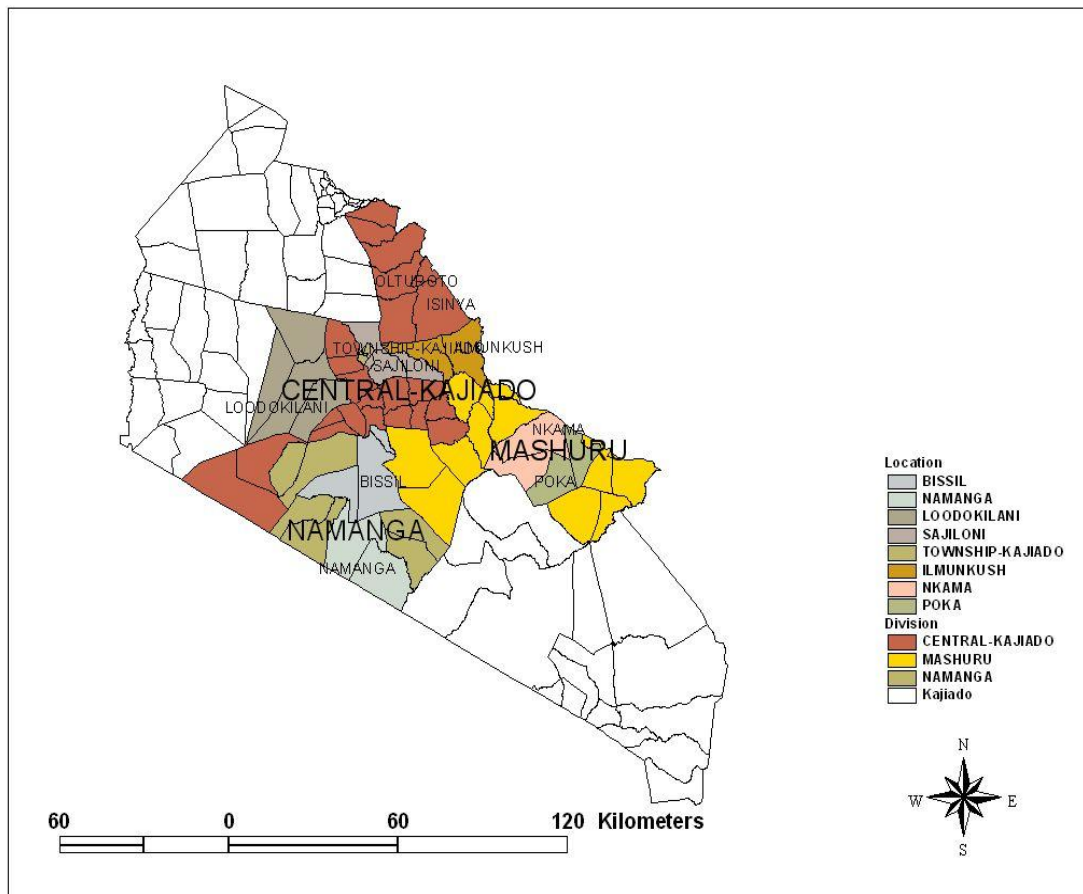 OLTUROTO
ISINYA
TOWNSHIP-KAJIADO
ILMUNKUSH
SAJILONI
CENTRAL-KAJIADO
LOODOKILANI
NKAMA
MASHURU
BISSIL
POKA
NAMANGA
NAMANGA
Location
BISSIL
NAMANGA
LOODOKILANI
SAJILONI
TOWNSHIP-KAJIADO
ILMUNKUSH
NKAMA
POKA
Division
CENTRAL-KAJIADO
MASHURU
NAMANGA
Kajiado
N
W E
S
60 0 60 120 Kilometers